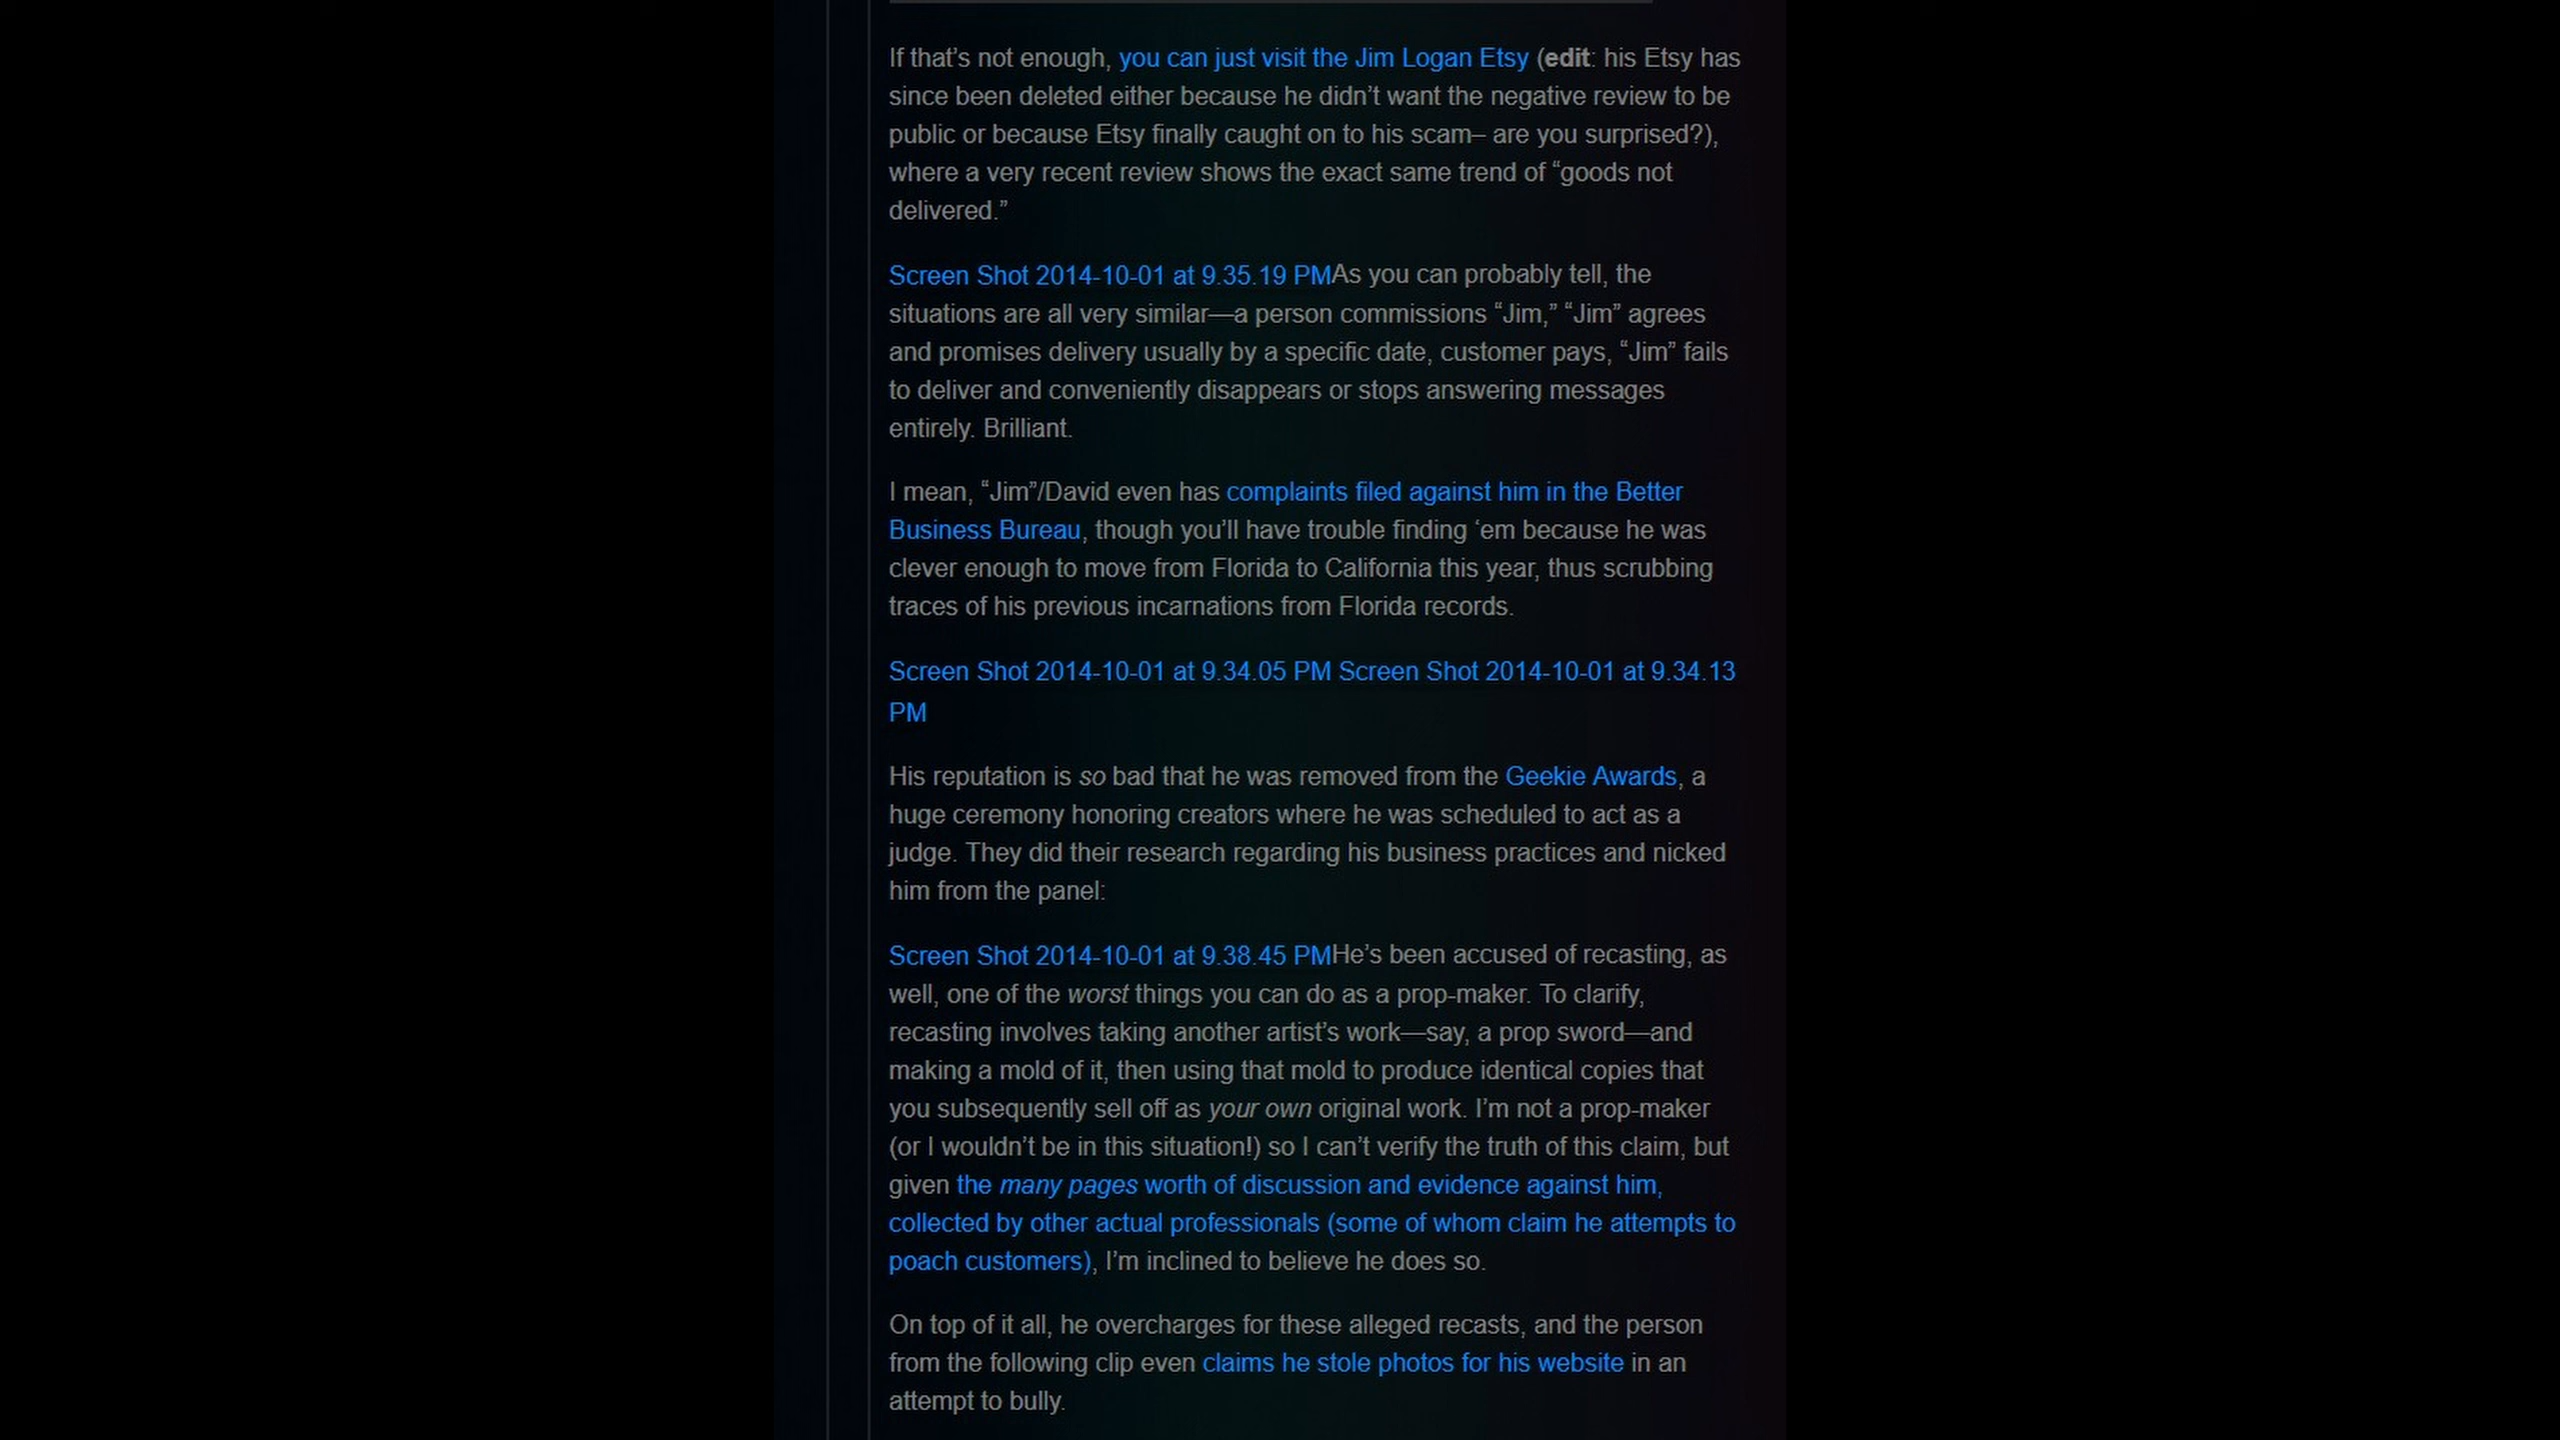 If that’s not enough, you can just visit the Jim Logan Etsy (edit: his Etsy has
since been deleted either because he didn’t want the negative review to be
public or because Etsy finally caught on to his scam– are you surprised?),
where a very recent review shows the exact same trend of “goods not
delivered.”
Screen Shot 2014-10-01 at 9.35.19 PMAs you can probably tell, the
situations are all very similar—a person commissions “Jim,” “Jim” agrees
and promises delivery usually by a specific date, customer pays, “Jim” fails
to deliver and conveniently disappears or stops answering messages
entirely. Brilliant.
I mean, “Jim”/David even has complaints filed against him in the Better
Business Bureau, though you’ll have trouble finding ‘em because he was
clever enough to move from Florida to California this year, thus scrubbing
traces of his previous incarnations from Florida records.
Screen Shot 2014-10-01 at 9.34.05 PM Screen Shot 2014-10-01 at 9.34.13
PM
His reputation is so bad that he was removed from the Geekie Awards, a
huge ceremony honoring creators where he was scheduled to act as a
judge. They did their research regarding his business practices and nicked
him from the panel:
Screen Shot 2014-10-01 at 9.38.45 PMHe’s been accused of recasting, as
well, one of the worst things you can do as a prop-maker. To clarify,
recasting involves taking another artist’s work—say, a prop sword—and
making a mold of it, then using that mold to produce identical copies that
you subsequently sell off as your own original work. I’m not a prop-maker
(or I wouldn’t be in this situation!) so I can’t verify the truth of this claim, but
given the many pages worth of discussion and evidence against him,
collected by other actual professionals (some of whom claim he attempts to
poach customers), I’m inclined to believe he does so.
On top of it all, he overcharges for these alleged recasts, and the person
from the following clip even claims he stole photos for his website in an
attempt to bully.